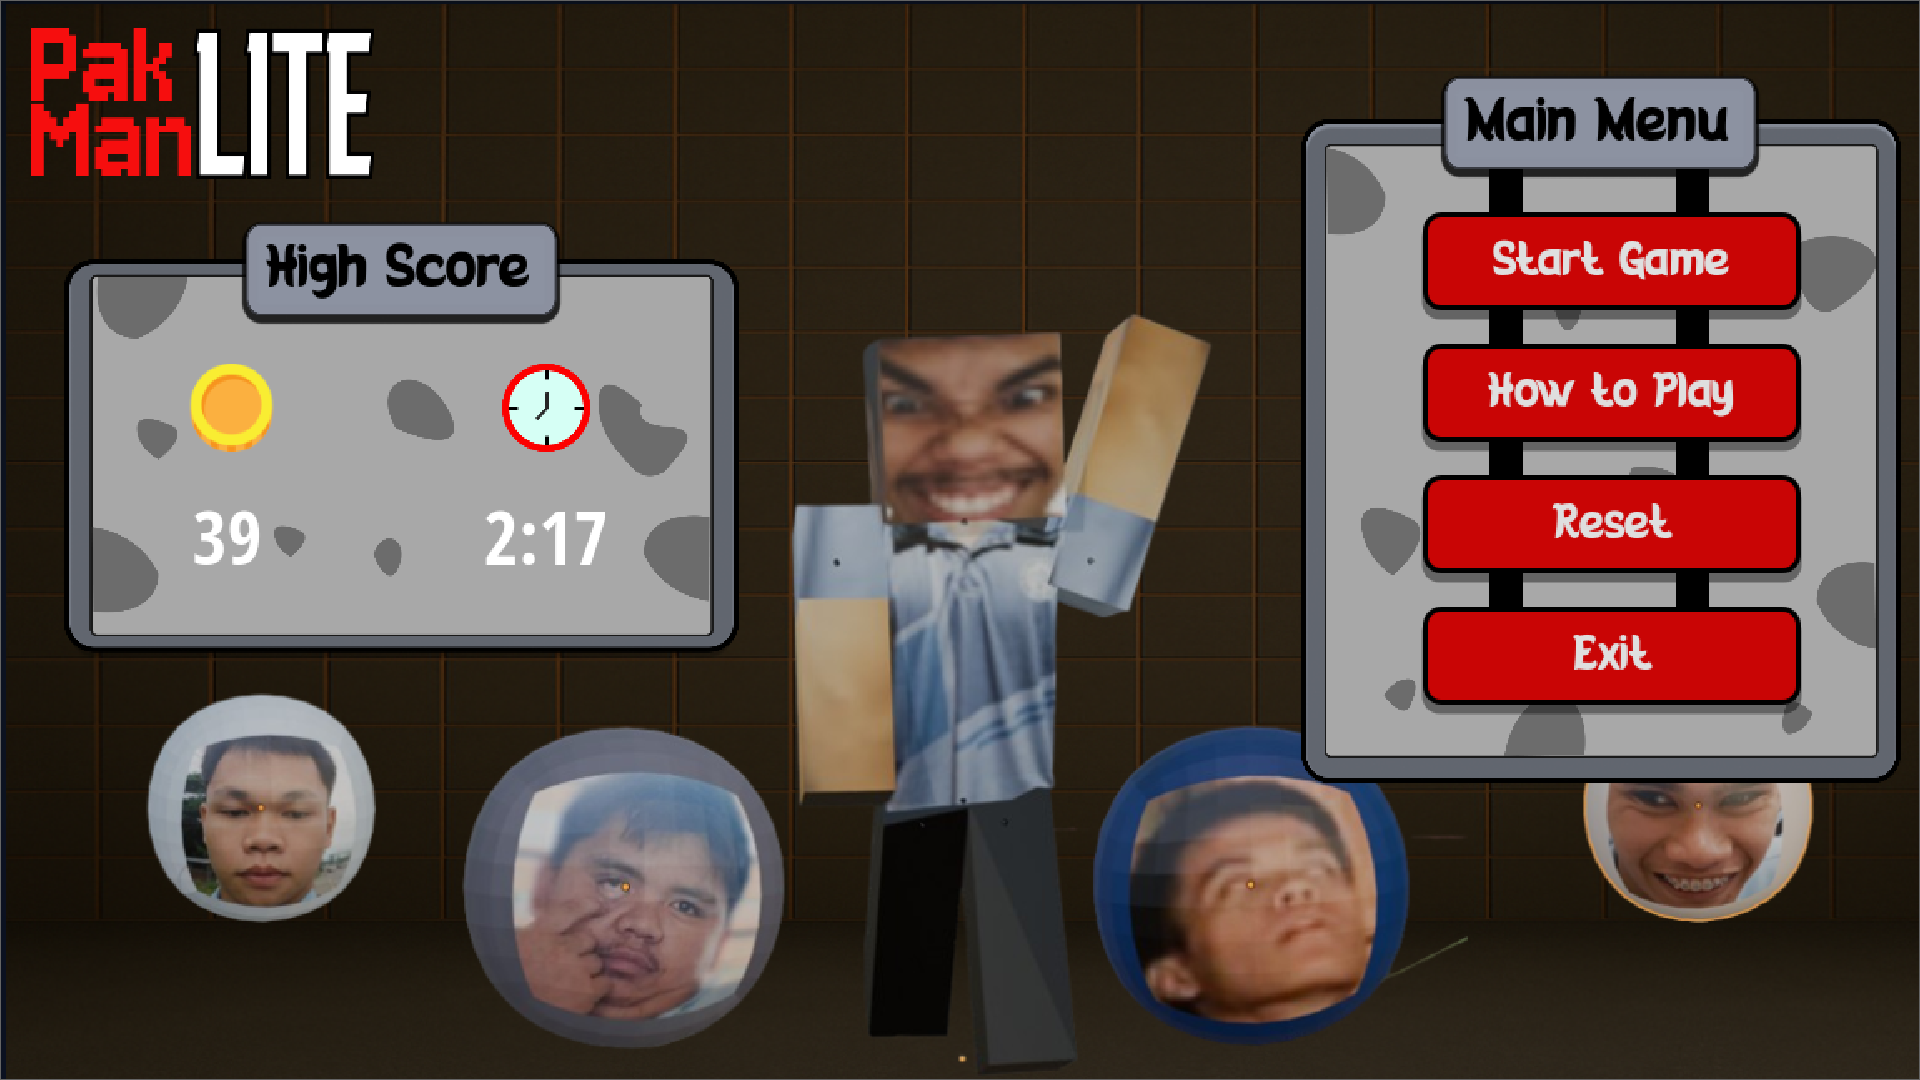 Pak
Man LITE
High Score
39 2:17
Main Menu
Start Game
How to Play
Reset
Exit